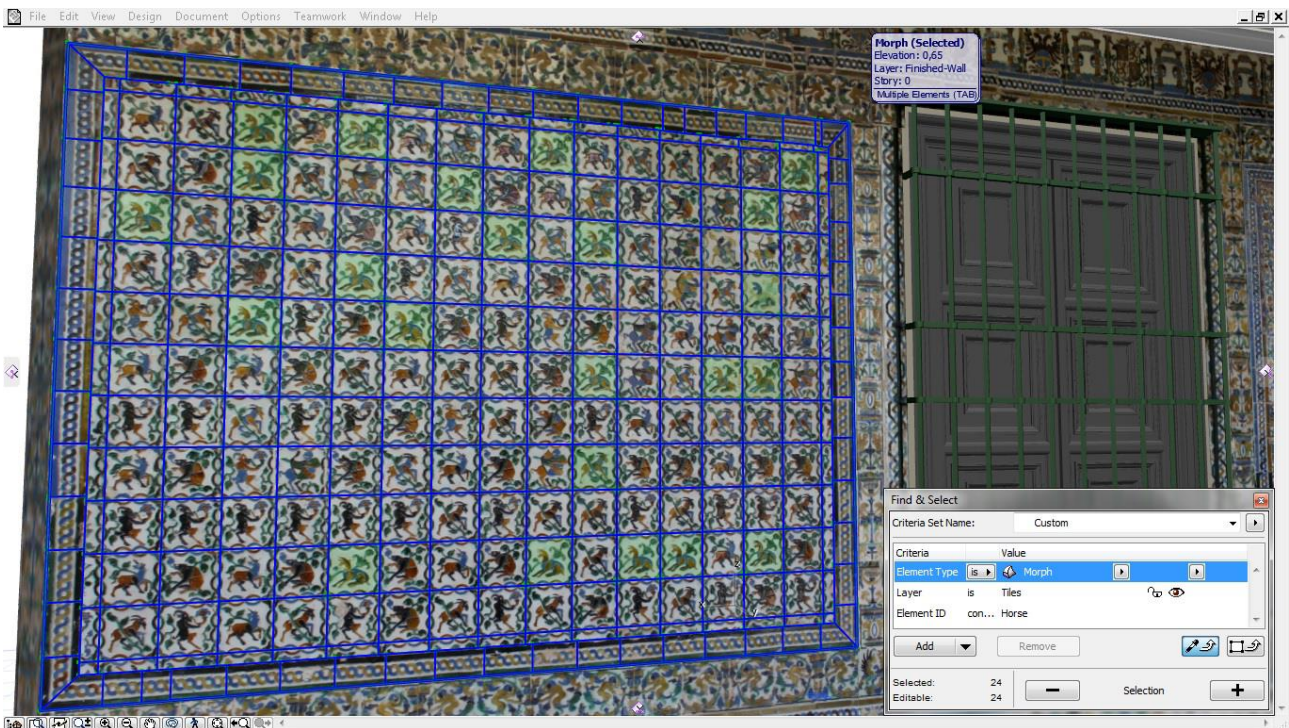 File Edit View Design Document Options Teamwork Window Help
Morph (Selected)
Elevation: 0,65
Layer: Finished-Wall
Story: 0
Multiple Elements (TAB)
Find & Select
Criteria Set Name: Custom
Criteria Value
Element Type is Morph
Layer is Tiles
Element ID con... Horse
Add Remove
Selected: 24
Editable: 24
Selection